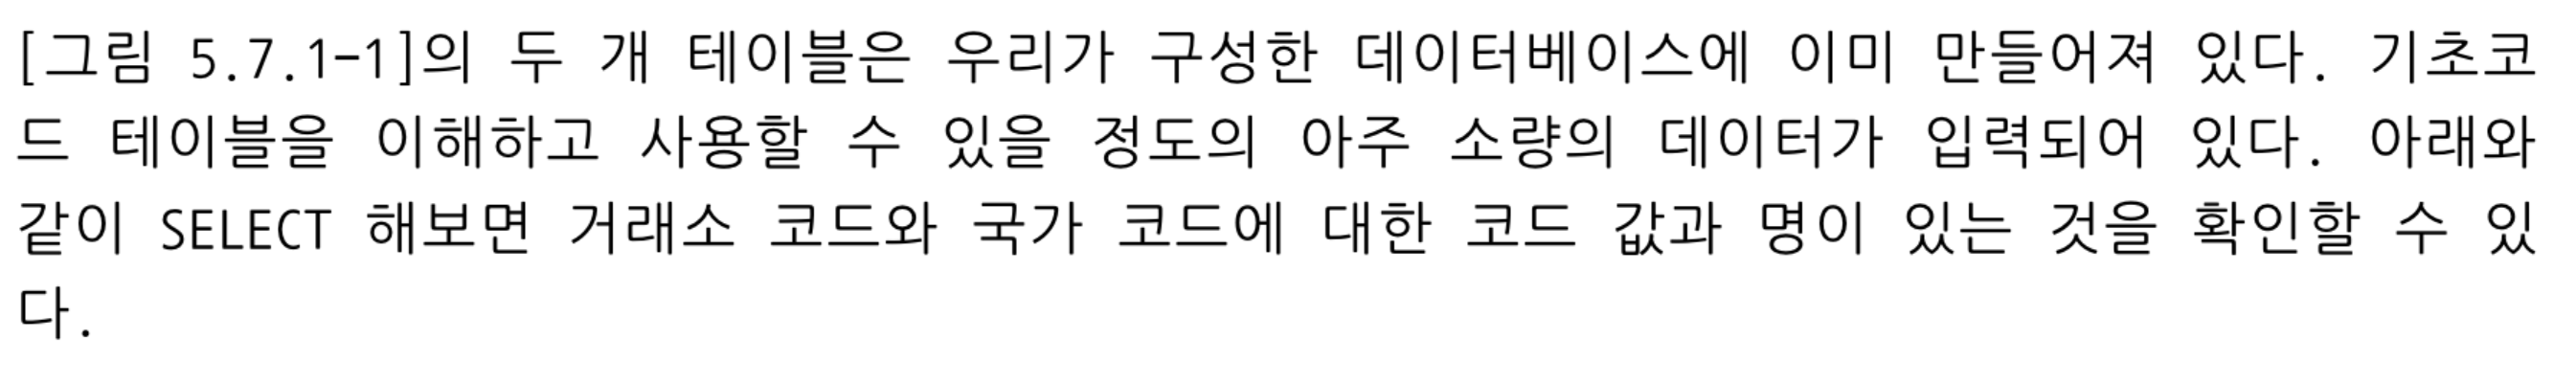 [그림 5.7.1-1]의 두 개 테이블은 우리가 구성한 데이터베이스에 이미 만들어져 있다. 기초코
드 테이블을 이해하고 사용할 수 있을 정도의 아주 소량의 데이터가 입력되어 있다. 아래와
같이 SELECT 해보면 거래소 코드와 국가 코드에 대한 코드 값과 명이 있는 것을 확인할 수 있
다.